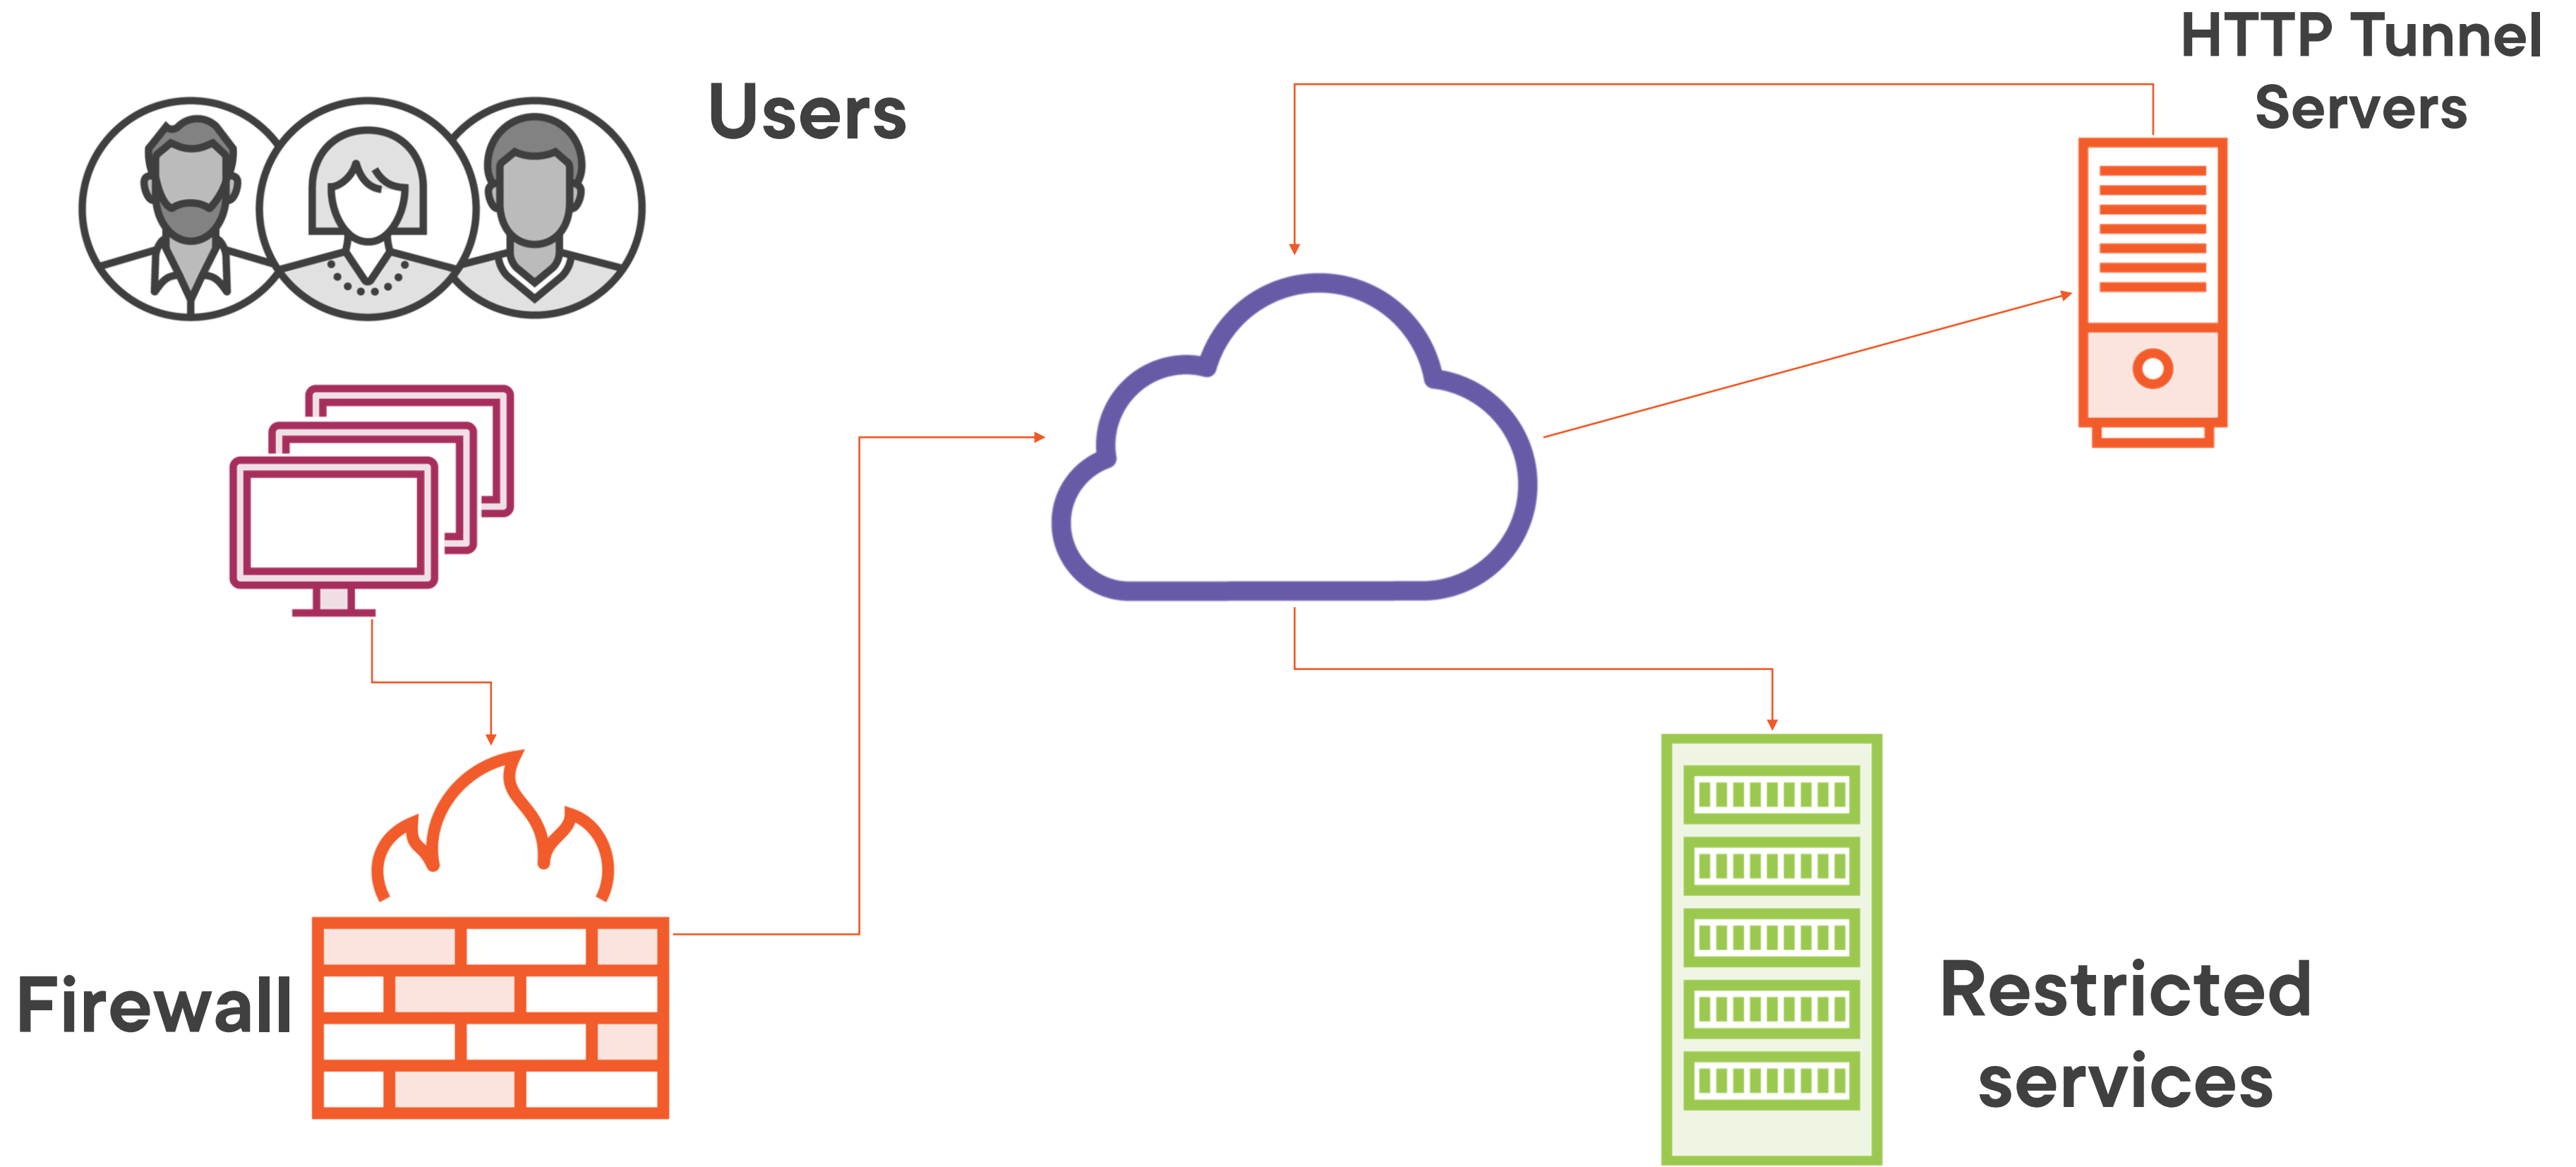 HTTP Tunnel
Servers
Users
Firewall
Restricted
services